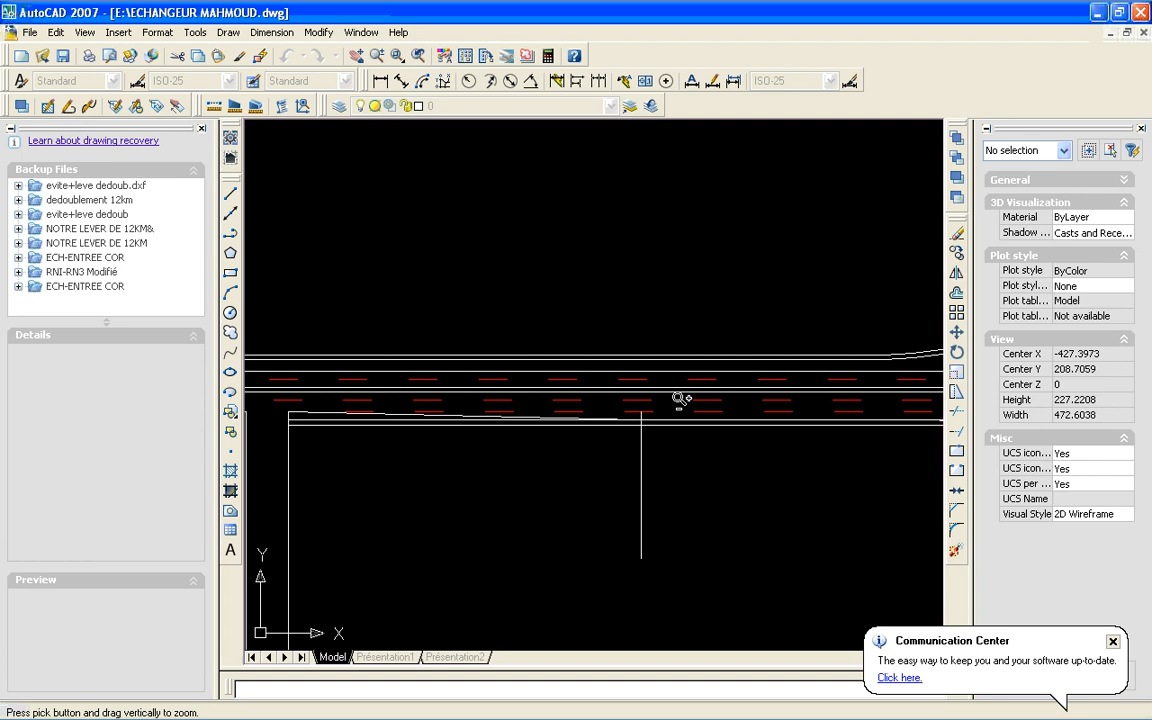 AutoCAD 2007 - [E:\ECHANGEUR MAHMOUD.dwg]
File Edit View Insert Format Tools Draw Dimension Modify Window Help
Standard ISO-25 Standard ISO-25
0
Learn about drawing recovery
Backup Files
evite+leve dedoub.dxf
dedoublement 12km
evite+leve dedoub
NOTRE LEVER DE 12KM&
NOTRE LEVER DE 12KM
ECH-ENTREE COR
RNI-RN3 Modifié
ECH-ENTREE COR
Details
Preview
A
Y
X
Model Présentation1 Présentation2
No selection
General
3D Visualization
Material ByLayer
Shadow ... Casts and Rece...
Plot style
Plot style ByColor
Plot styl... None
Plot tabl... Model
Plot tabl... Not available
View
Center X -427.3973
Center Y 208.7059
Center Z 0
Height 227.2208
Width 472.6038
Misc
UCS icon... Yes
UCS icon... Yes
UCS per ... Yes
UCS Name
Visual Style 2D Wireframe
Communication Center
The easy way to keep you and your software up-to-date.
Click here.
Press pick button and drag vertically to zoom.